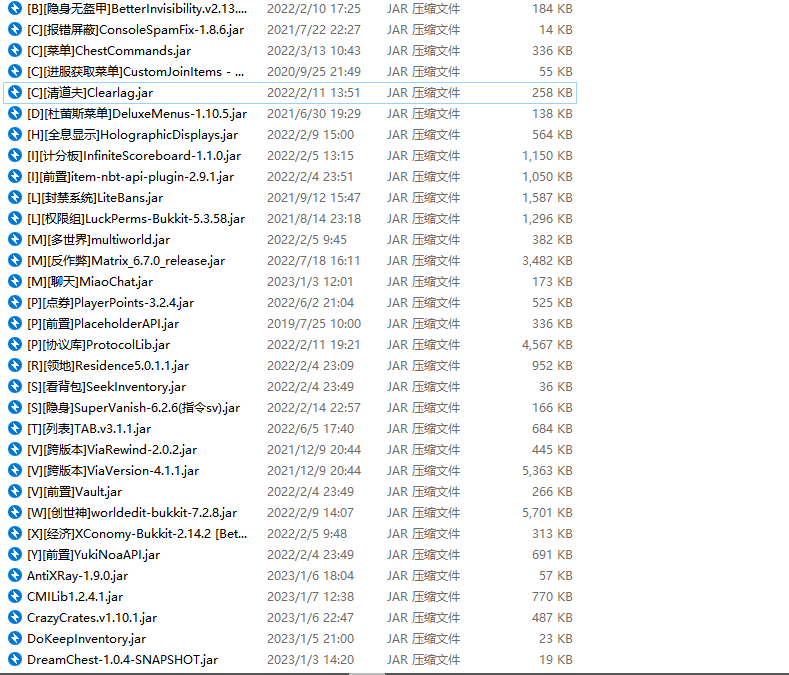 [B][隐身无盔甲]BetterInvisibility.v2.13.... 2022/2/10 17:25 JAR 压缩文件 184 KB
[C][报错屏蔽]ConsoleSpamFix-1.8.6.jar 2021/7/22 22:27 JAR 压缩文件 14 KB
[C][菜单]ChestCommands.jar 2022/3/13 10:43 JAR 压缩文件 336 KB
[C][进服获取菜单]CustomJoinItems - ... 2020/9/25 21:49 JAR 压缩文件 55 KB
[C][清道夫]Clearlag.jar 2022/2/11 13:51 JAR 压缩文件 258 KB
[D][杜蕾斯菜单]DeluxeMenus-1.10.5.jar 2021/6/30 19:29 JAR 压缩文件 138 KB
[H][全息显示]HolographicDisplays.jar 2022/2/9 15:00 JAR 压缩文件 564 KB
[I][计分板]InfiniteScoreboard-1.1.0.jar 2022/2/5 13:15 JAR 压缩文件 1,150 KB
[I][前置]item-nbt-api-plugin-2.9.1.jar 2022/2/4 23:51 JAR 压缩文件 1,050 KB
[L][封禁系统]LiteBans.jar 2021/9/12 15:47 JAR 压缩文件 1,587 KB
[L][权限组]LuckPerms-Bukkit-5.3.58.jar 2021/8/14 23:18 JAR 压缩文件 1,296 KB
[M][多世界]multiworld.jar 2022/2/5 9:45 JAR 压缩文件 382 KB
[M][反作弊]Matrix_6.7.0_release.jar 2022/7/18 16:11 JAR 压缩文件 3,482 KB
[M][聊天]MiaoChat.jar 2023/1/3 12:01 JAR 压缩文件 173 KB
[P][点券]PlayerPoints-3.2.4.jar 2022/6/2 21:04 JAR 压缩文件 525 KB
[P][前置]PlaceholderAPI.jar 2019/7/25 10:00 JAR 压缩文件 336 KB
[P][协议库]ProtocolLib.jar 2022/2/11 19:21 JAR 压缩文件 4,567 KB
[R][领地]Residence5.0.1.1.jar 2022/2/4 23:09 JAR 压缩文件 952 KB
[S][看背包]SeekInventory.jar 2022/2/4 23:49 JAR 压缩文件 36 KB
[S][隐身]SuperVanish-6.2.6(指令sv).jar 2022/2/14 22:57 JAR 压缩文件 166 KB
[T][列表]TAB.v3.1.1.jar 2022/6/5 17:40 JAR 压缩文件 684 KB
[V][跨版本]ViaRewind-2.0.2.jar 2021/12/9 20:44 JAR 压缩文件 445 KB
[V][跨版本]ViaVersion-4.1.1.jar 2021/12/9 20:44 JAR 压缩文件 5,363 KB
[V][前置]Vault.jar 2022/2/4 23:49 JAR 压缩文件 266 KB
[W][创世神]worldedit-bukkit-7.2.8.jar 2022/2/9 14:07 JAR 压缩文件 5,701 KB
[X][经济]XConomy-Bukkit-2.14.2 [Bet... 2022/2/5 9:48 JAR 压缩文件 313 KB
[Y][前置]YukiNoaAPI.jar 2022/2/4 23:49 JAR 压缩文件 691 KB
AntiXRay-1.9.0.jar 2023/1/6 18:04 JAR 压缩文件 57 KB
CMILib1.2.4.1.jar 2023/1/7 12:38 JAR 压缩文件 770 KB
CrazyCrates.v1.10.1.jar 2023/1/6 22:47 JAR 压缩文件 487 KB
DoKeepInventory.jar 2023/1/5 21:00 JAR 压缩文件 23 KB
DreamChest-1.0.4-SNAPSHOT.jar 2023/1/3 14:20 JAR 压缩文件 19 KB